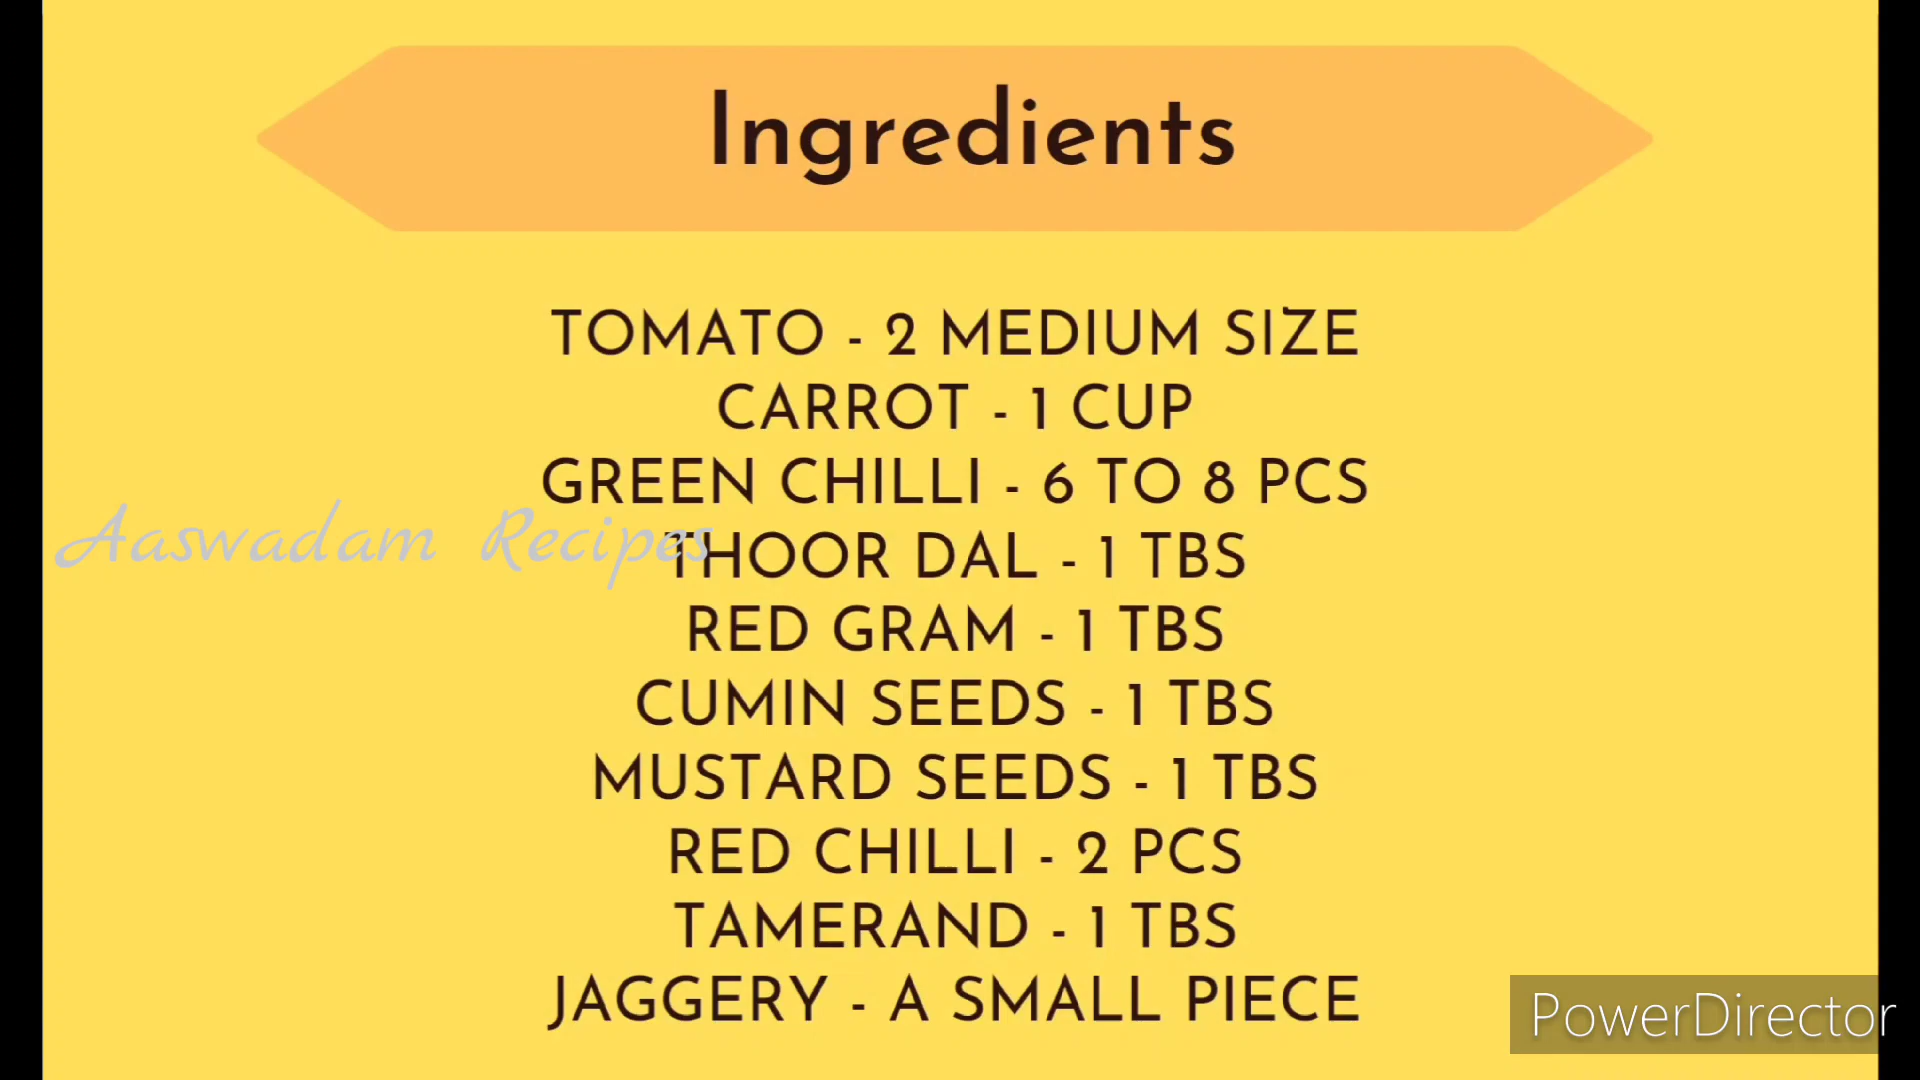 Ingredients
TOMATO - 2 MEDIUM SIZE
CARROT - 1 CUP
GREEN CHILLI - 6 TO 8 PCS
Aaswadam Recipes
THOOR DAL - 1 TBS
RED GRAM - 1 TBS
CUMIN SEEDS - 1 TBS
MUSTARD SEEDS - 1 TBS
RED CHILLI - 2 PCS
TAMERAND - 1 TBS
JAGGERY - A SMALL PIECE
PowerDirector